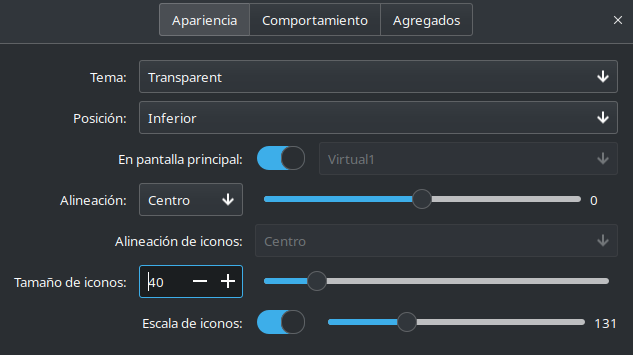 Apariencia Comportamiento Agregados
Tema: Transparent
Posición: Inferior
En pantalla principal: Virtual1
Alineación: Centro 0
Alineación de iconos: Centro
Tamaño de iconos: 40
Escala de iconos: 131